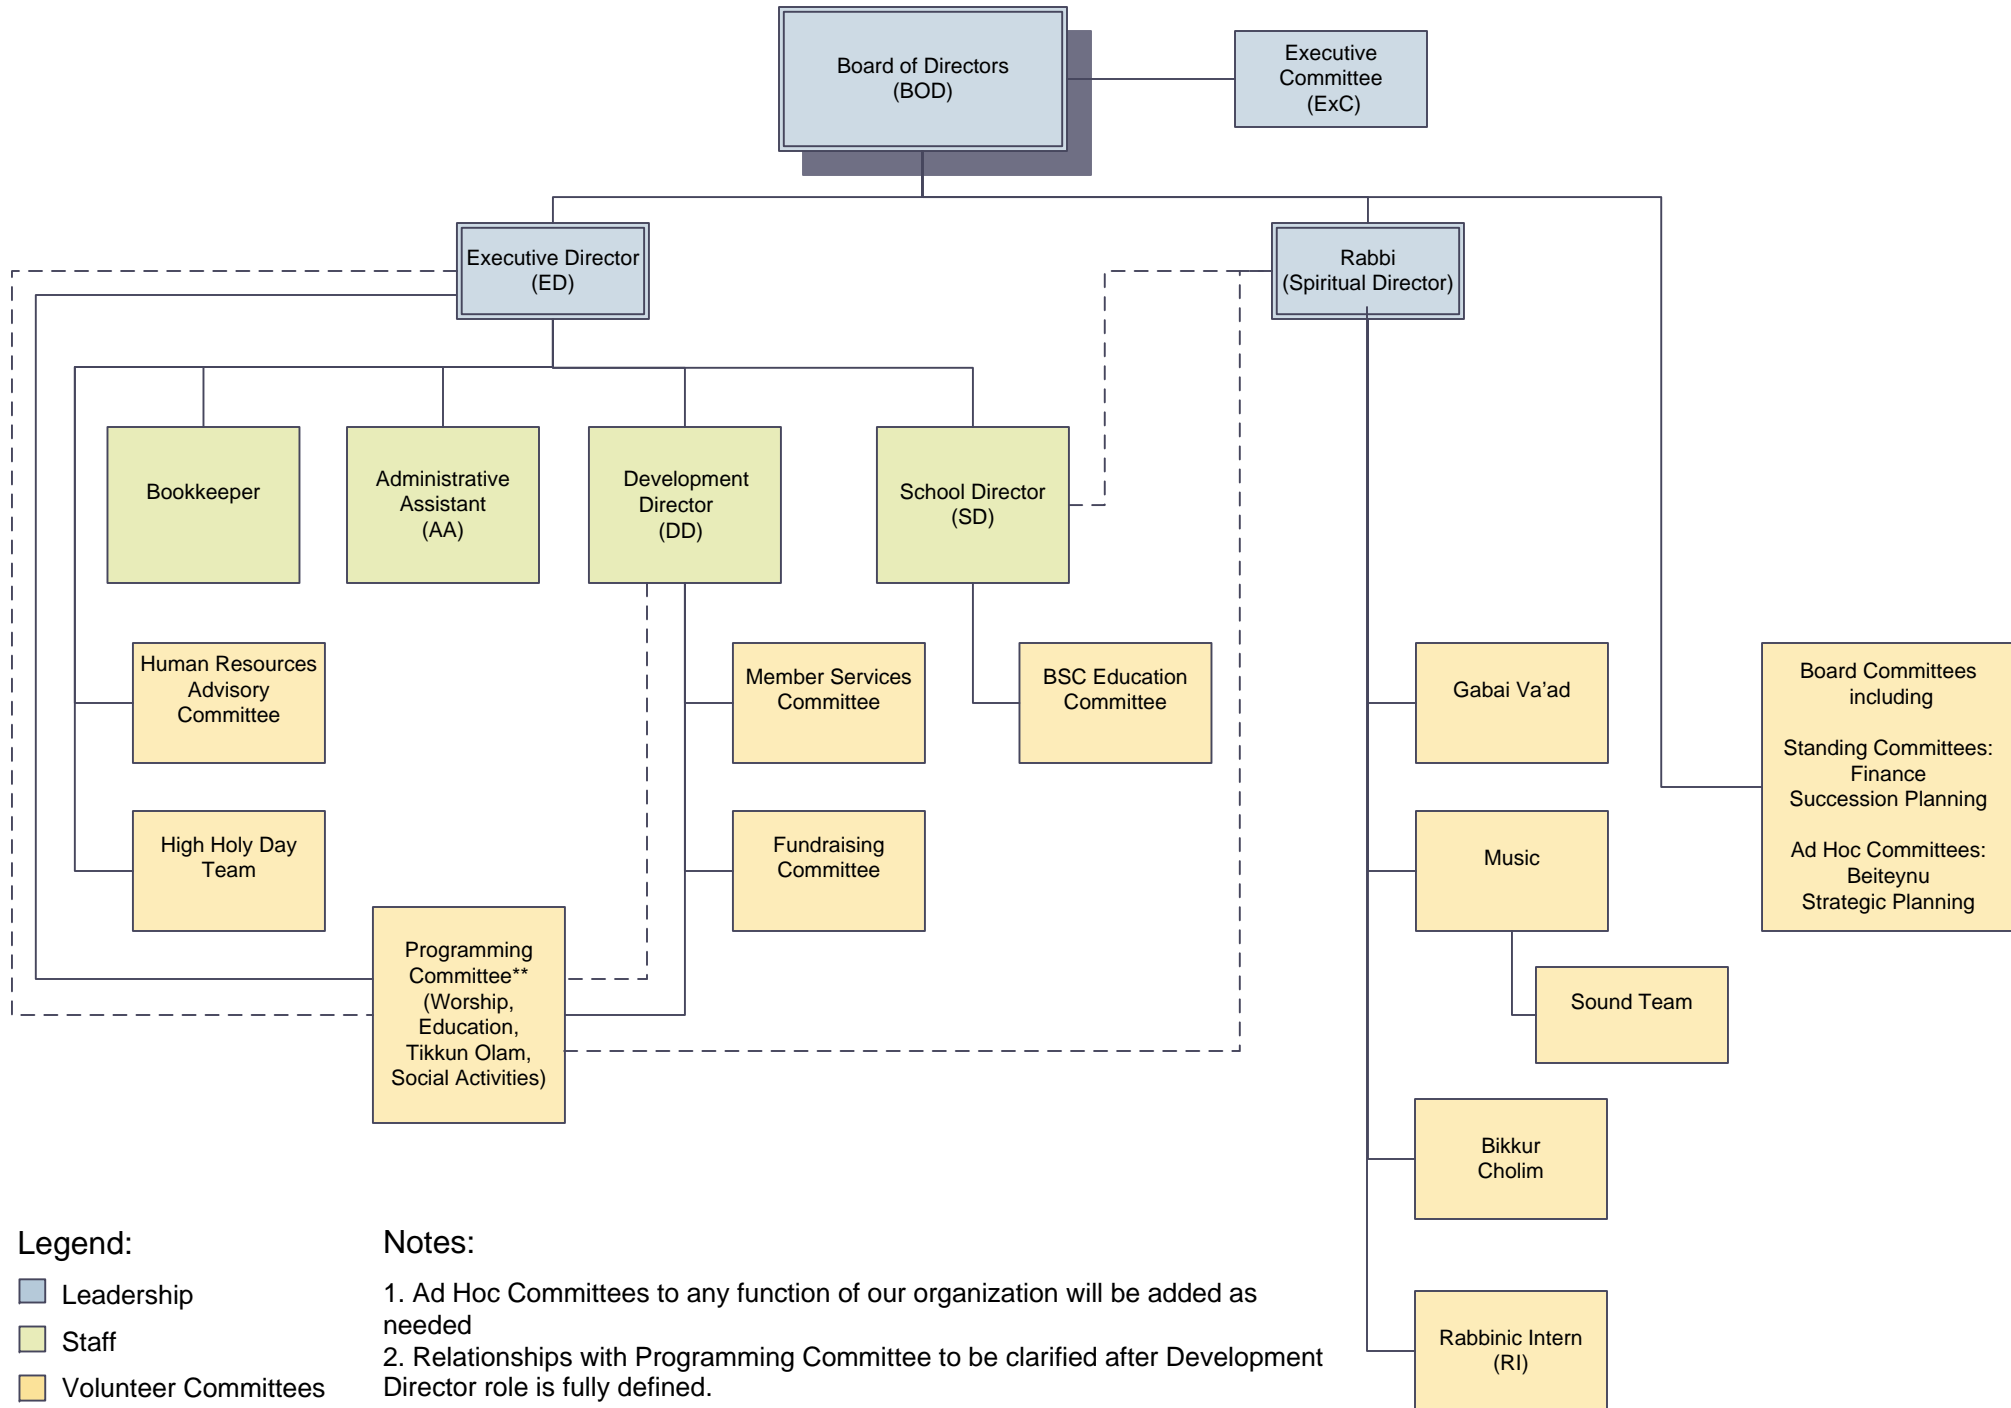 Board of Directors
(BOD)
Executive
Committee
(ExC)
Executive Director
(ED)
Rabbi
(Spiritual Director)
Bookkeeper
Administrative
Assistant
(AA)
Development
Director
(DD)
School Director
(SD)
Human Resources
Advisory
Committee
Member Services
Committee
BSC Education
Committee
Gabai Va’ad
Board Committees
including
Standing Committees:
Finance
Succession Planning
Ad Hoc Committees:
Beiteynu
Strategic Planning
High Holy Day
Team
Fundraising
Committee
Music
Programming
Committee**
(Worship,
Education,
Tikkun Olam,
Social Activities)
Sound Team
Bikkur
Cholim
Rabbinic Intern
(RI)
Legend:
Leadership
Staff
Volunteer Committees
Notes:
1. Ad Hoc Committees to any function of our organization will be added as
needed
2. Relationships with Programming Committee to be clarified after Development
Director role is fully defined.